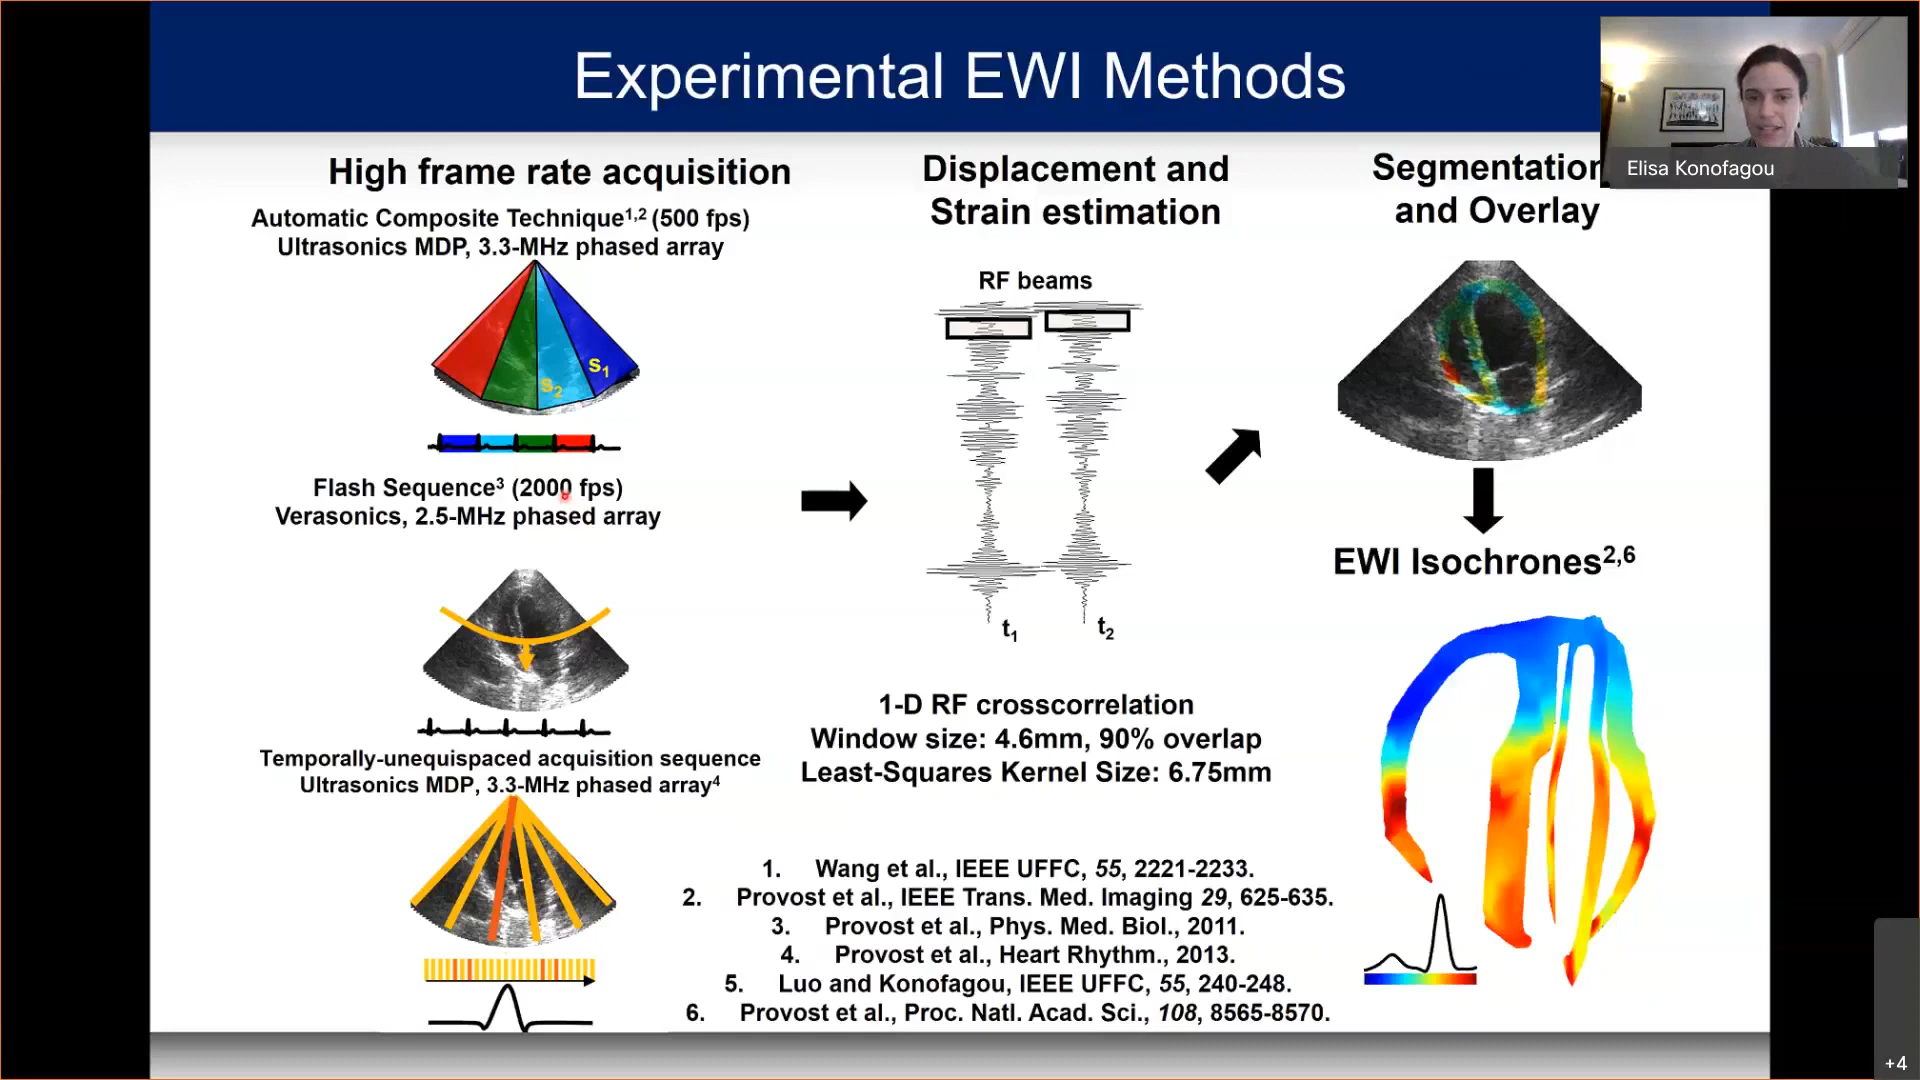 Experimental EWI Methods
Elisa Konofagou
High frame rate acquisition
Automatic Composite Technique1,2 (500 fps)
Ultrasonics MDP, 3.3-MHz phased array
S1
S2
Flash Sequence3 (2000 fps)
Verasonics, 2.5-MHz phased array
Temporally-unequispaced acquisition sequence
Ultrasonics MDP, 3.3-MHz phased array4
Displacement and
Strain estimation
RF beams
t1
t2
1-D RF crosscorrelation
Window size: 4.6mm, 90% overlap
Least-Squares Kernel Size: 6.75mm
Segmentation
and Overlay
EWI Isochrones2,6
1. Wang et al., IEEE UFFC, 55, 2221-2233.
2. Provost et al., IEEE Trans. Med. Imaging 29, 625-635.
3. Provost et al., Phys. Med. Biol., 2011.
4. Provost et al., Heart Rhythm., 2013.
5. Luo and Konofagou, IEEE UFFC, 55, 240-248.
6. Provost et al., Proc. Natl. Acad. Sci., 108, 8565-8570.
+4